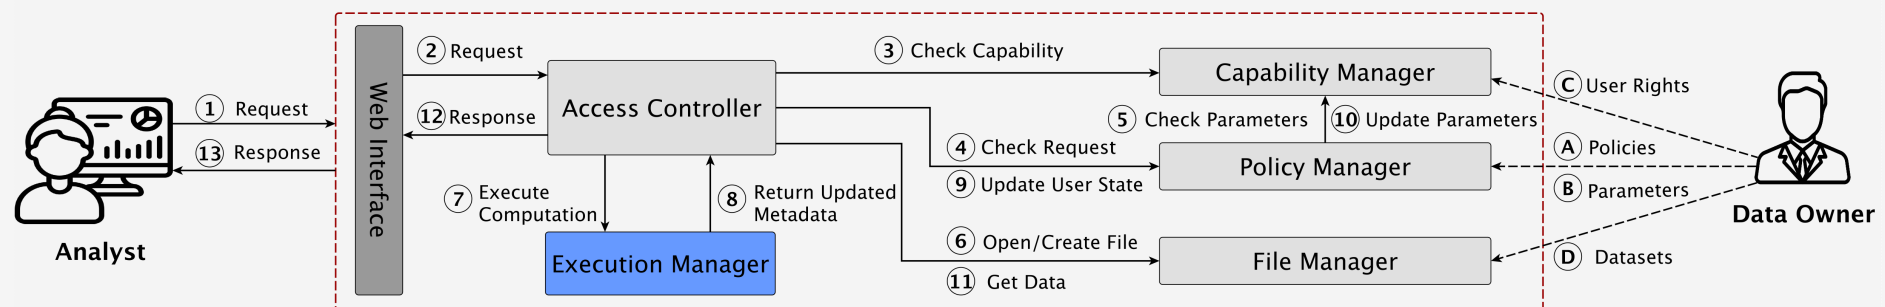 1 Request
13 Response
Analyst
Web Interface
2 Request
12 Response
Access Controller
7 Execute
Computation
8 Return Updated
Metadata
Execution Manager
3 Check Capability
4 Check Request
9 Update User State
6 Open/Create File
11 Get Data
Capability Manager
5 Check Parameters
10 Update Parameters
Policy Manager
File Manager
C User Rights
A Policies
B Parameters
D Datasets
Data Owner